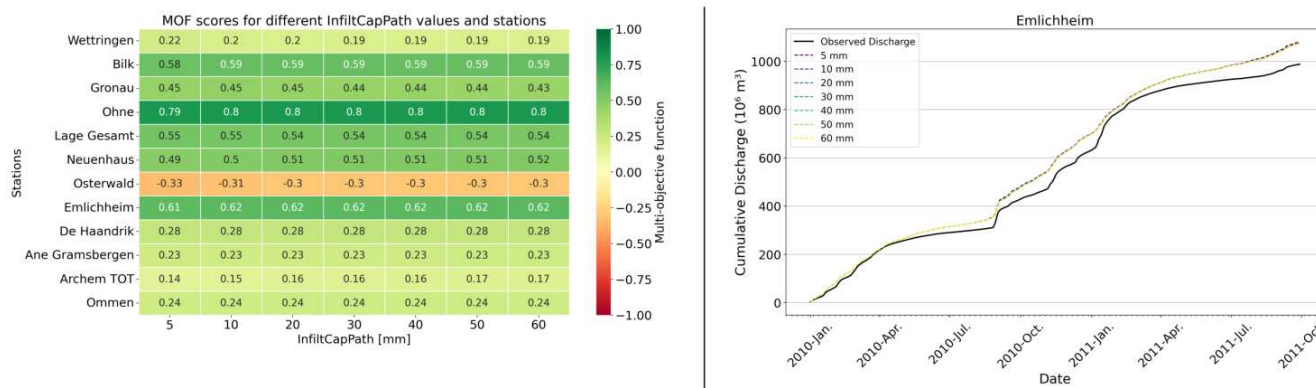 MOF scores for different InfiltCapPath values and stations
Stations
Wettringen 0.22 0.2 0.2 0.19 0.19 0.19 0.19
Bilk 0.58 0.59 0.59 0.59 0.59 0.59 0.59
Gronau 0.45 0.45 0.45 0.44 0.44 0.44 0.43
Ohne 0.79 0.8 0.8 0.8 0.8 0.8 0.8
Lage Gesamt 0.55 0.55 0.54 0.54 0.54 0.54 0.54
Neuenhaus 0.49 0.5 0.51 0.51 0.51 0.51 0.52
Osterwald -0.33 -0.31 -0.3 -0.3 -0.3 -0.3 -0.3
Emlichheim 0.61 0.62 0.62 0.62 0.62 0.62 0.62
De Haandrik 0.28 0.28 0.28 0.28 0.28 0.28 0.28
Ane Gramsbergen 0.23 0.23 0.23 0.23 0.23 0.23 0.23
Archem TOT 0.14 0.15 0.16 0.16 0.16 0.17 0.17
Ommen 0.24 0.24 0.24 0.24 0.24 0.24 0.24
5 10 20 30 40 50 60
InfiltCapPath [mm]
1.00
0.75
0.50
0.25
0.00
−0.25
−0.50
−0.75
−1.00
Multi-objective function
Emlichheim
Observed Discharge
5 mm
10 mm
20 mm
30 mm
40 mm
50 mm
60 mm
Cumulative Discharge (10⁶ m³)
1000
800
600
400
200
0
2010-Jan. 2010-Apr. 2010-Jul. 2010-Oct. 2011-Jan. 2011-Apr. 2011-Jul.
Date